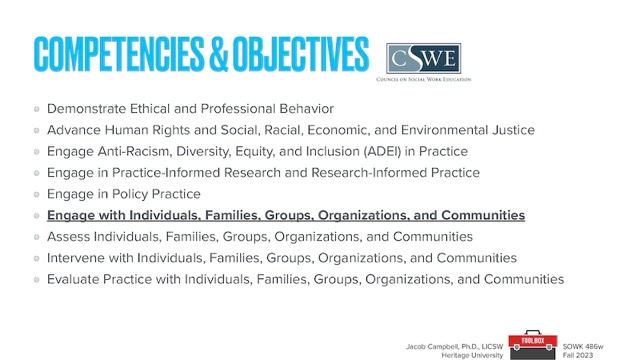 COMPETENCIES & OBJECTIVES
CSWE
COUNCIL ON SOCIAL WORK EDUCATION
Demonstrate Ethical and Professional Behavior
Advance Human Rights and Social, Racial, Economic, and Environmental Justice
Engage Anti-Racism, Diversity, Equity, and Inclusion (ADEI) in Practice
Engage in Practice-Informed Research and Research-Informed Practice
Engage in Policy Practice
Engage with Individuals, Families, Groups, Organizations, and Communities
Assess Individuals, Families, Groups, Organizations, and Communities
Intervene with Individuals, Families, Groups, Organizations, and Communities
Evaluate Practice with Individuals, Families, Groups, Organizations, and Communities
Jacob Campbell, Ph.D., LICSW
Heritage University
TOOLBOX
SOWK 486w
Fall 2023